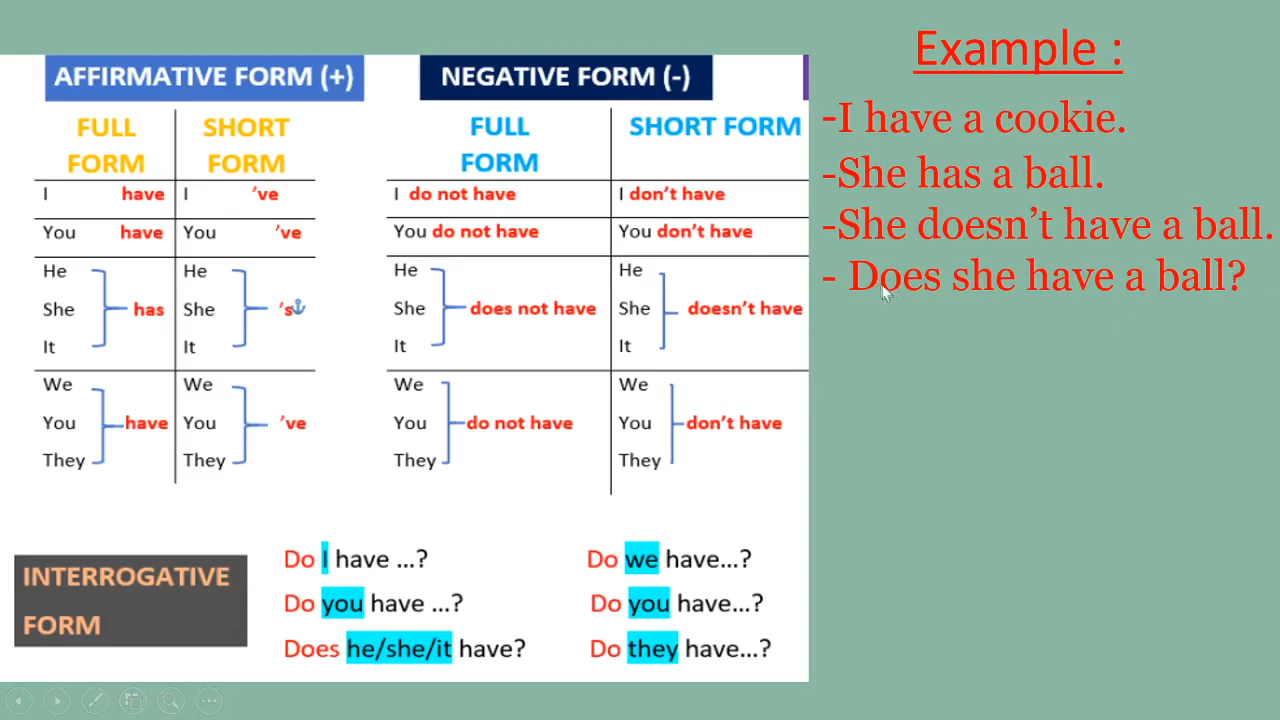 Example :
-I have a cookie.
-She has a ball.
-She doesn't have a ball.
- Does she have a ball?
AFFIRMATIVE FORM (+)
FULL FORM SHORT FORM
I have I 've
You have You 've
He He
She has She 's
It It
We We
You have You 've
They They
NEGATIVE FORM (-)
FULL FORM SHORT FORM
I do not have I don't have
You do not have You don't have
He He
She does not have She doesn't have
It It
We We
You do not have You don't have
They They
INTERROGATIVE
FORM
Do I have ...? Do we have...?
Do you have ...? Do you have...?
Does he/she/it have? Do they have...?